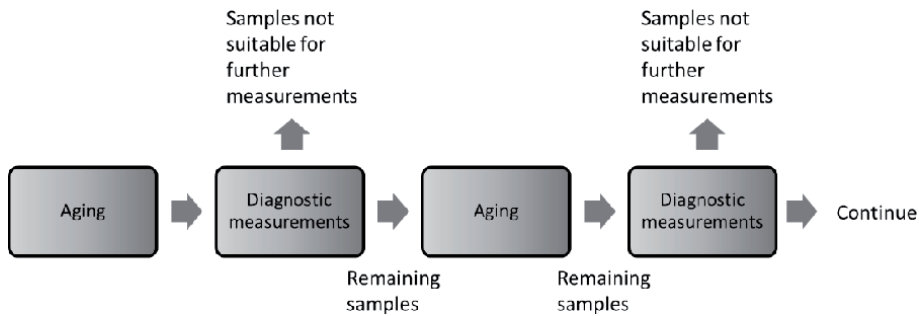 Samples not
suitable for
further
measurements
Samples not
suitable for
further
measurements
Aging
Diagnostic
measurements
Aging
Diagnostic
measurements
Continue
Remaining
samples
Remaining
samples